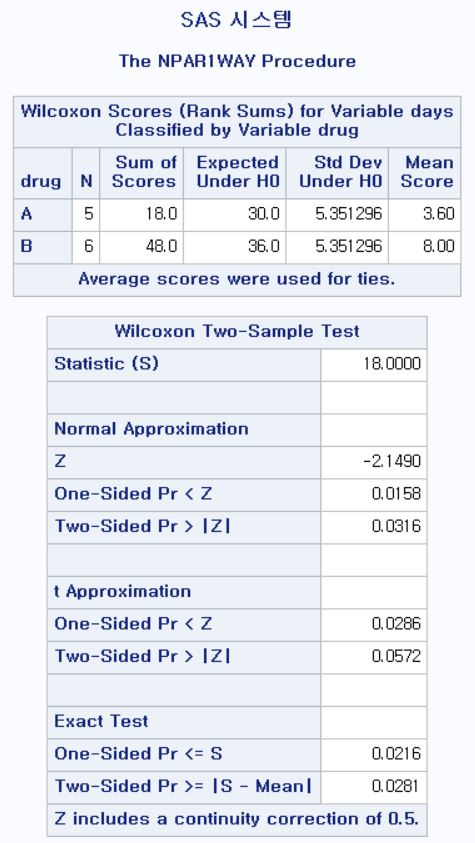 SAS 시스템
The NPAR1WAY Procedure
Wilcoxon Scores (Rank Sums) for Variable days
Classified by Variable drug
drug N Sum of Scores Expected Under H0 Std Dev Under H0 Mean Score
A 5 18.0 30.0 5.351296 3.60
B 6 48.0 36.0 5.351296 8.00
Average scores were used for ties.
Wilcoxon Two-Sample Test
Statistic (S) 18.0000
Normal Approximation
Z -2.1490
One-Sided Pr < Z 0.0158
Two-Sided Pr > |Z| 0.0316
t Approximation
One-Sided Pr < Z 0.0286
Two-Sided Pr > |Z| 0.0572
Exact Test
One-Sided Pr <= S 0.0216
Two-Sided Pr >= |S - Mean| 0.0281
Z includes a continuity correction of 0.5.